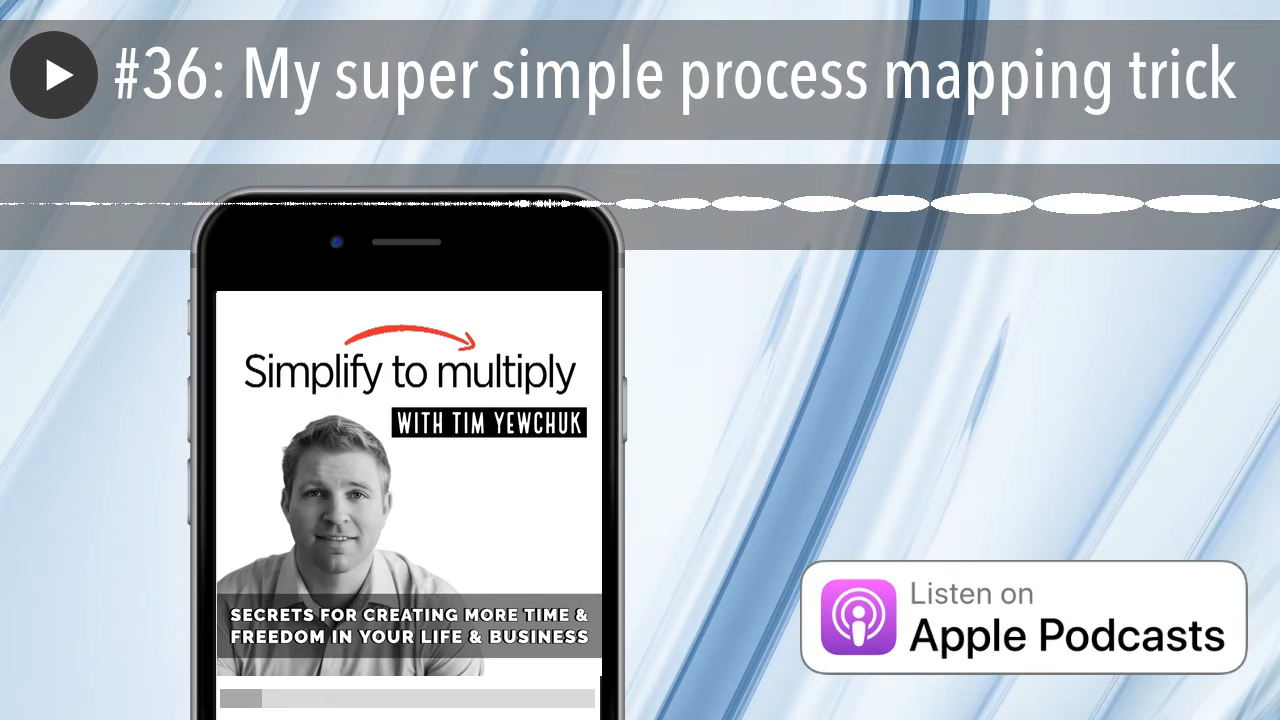 #36: My super simple process mapping trick
Simplify to multiply
WITH TIM YEWCHUK
SECRETS FOR CREATING MORE TIME &
FREEDOM IN YOUR LIFE & BUSINESS
Listen on
Apple Podcasts